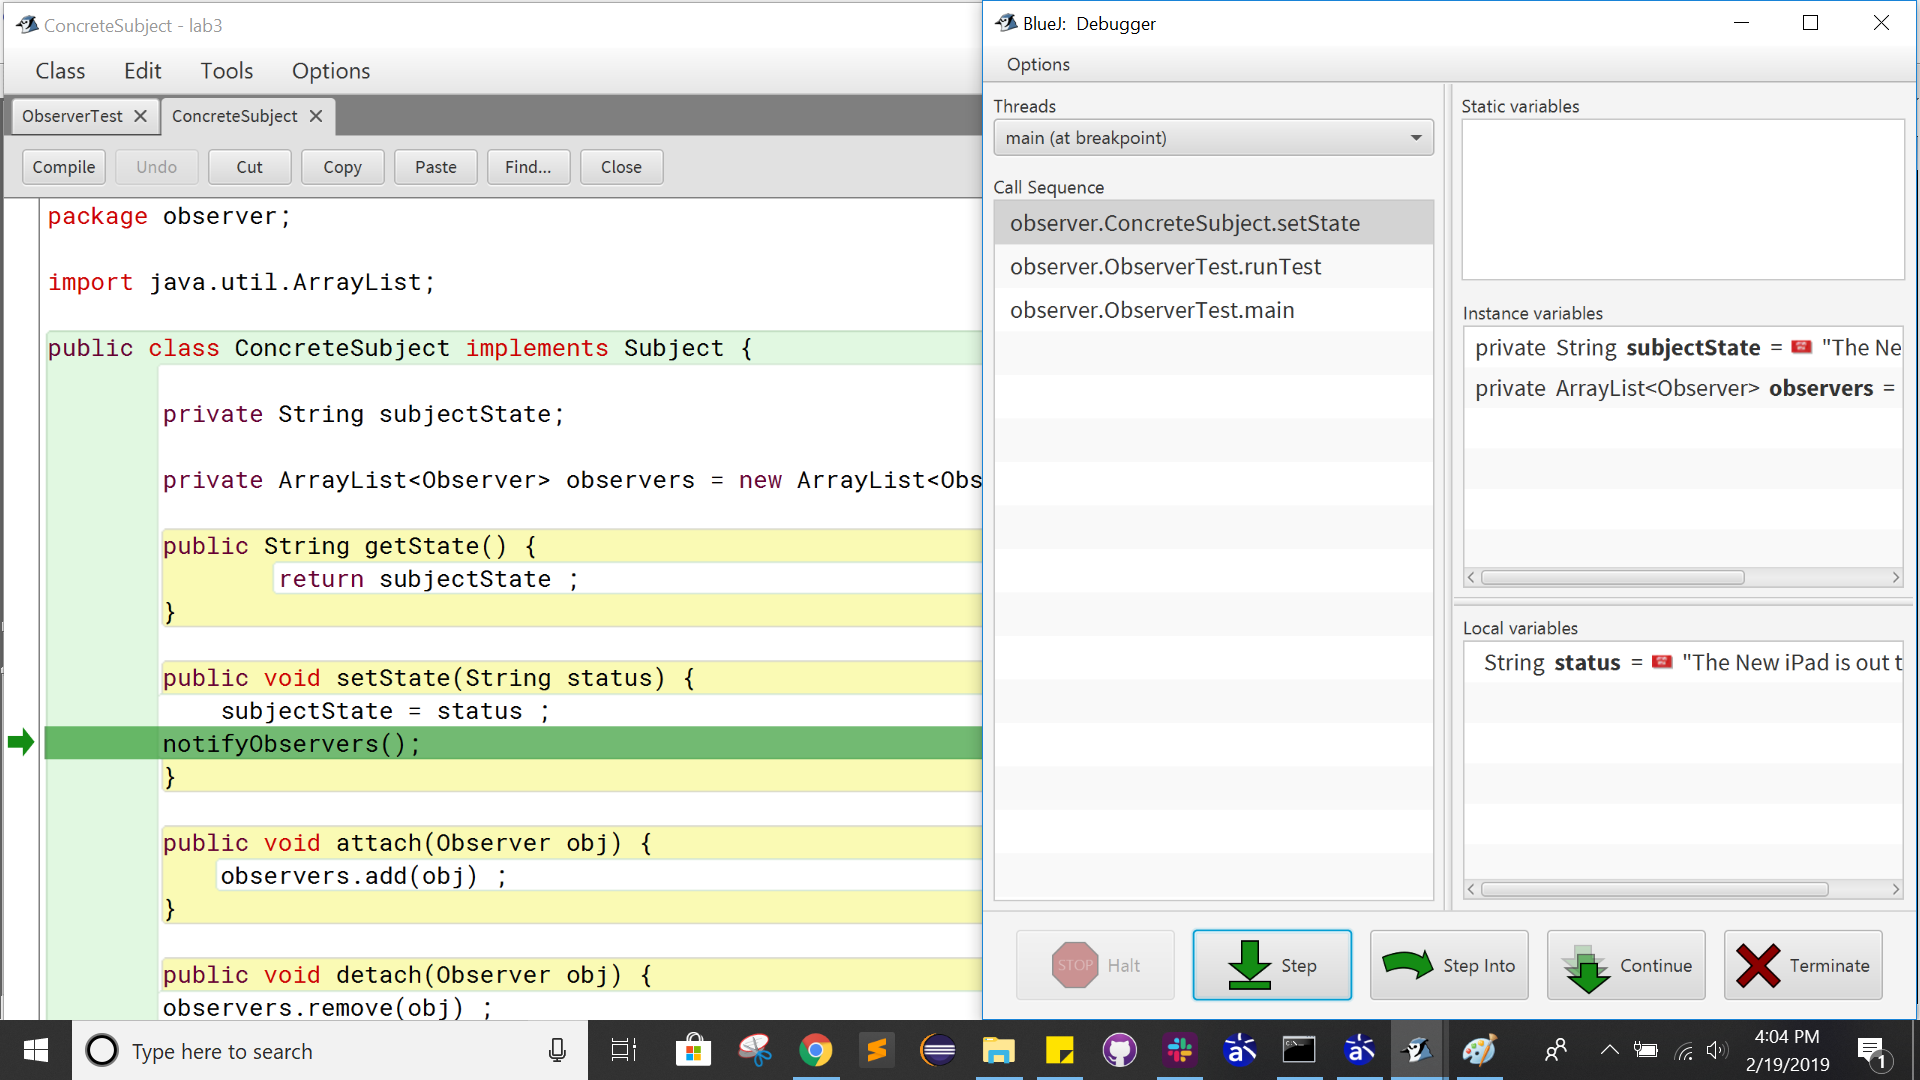 ConcreteSubject - lab3
Class Edit Tools Options
ObserverTest
ConcreteSubject
Compile Undo Cut Copy Paste Find... Close
package observer;
import java.util.ArrayList;
public class ConcreteSubject implements Subject {
private String subjectState;
private ArrayList<Observer> observers = new ArrayList<Obs
public String getState() {
return subjectState ;
}
public void setState(String status) {
subjectState = status ;
notifyObservers();
}
public void attach(Observer obj) {
observers.add(obj) ;
}
public void detach(Observer obj) {
observers.remove(obj) ;
BlueJ: Debugger
Options
Threads
main (at breakpoint)
Call Sequence
observer.ConcreteSubject.setState
observer.ObserverTest.runTest
observer.ObserverTest.main
Static variables
Instance variables
private String subjectState = "The Ne
private ArrayList<Observer> observers =
Local variables
String status = "The New iPad is out t
STOP Halt
Step
Step Into
Continue
Terminate
Type here to search
4:04 PM
2/19/2019
1